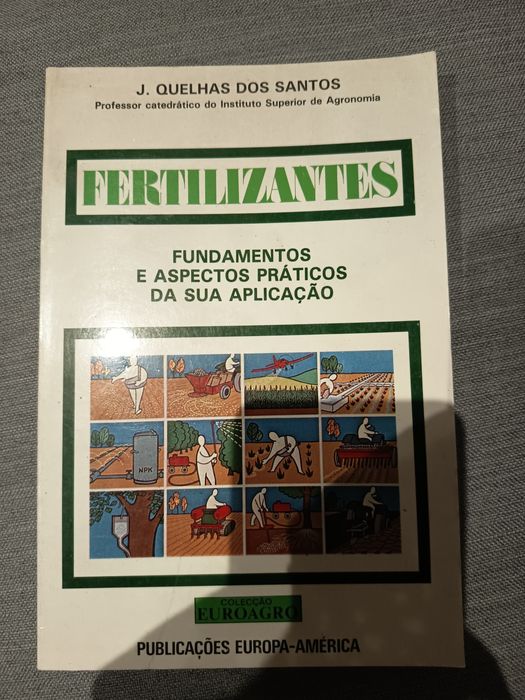 J. QUELHAS DOS SANTOS
Professor catedrático do Instituto Superior de Agronomia
FERTILIZANTES
FUNDAMENTOS
E ASPECTOS PRÁTICOS
DA SUA APLICAÇÃO
NPK
COLECÇÃO
EUROAGRO
PUBLICAÇÕES EUROPA-AMÉRICA